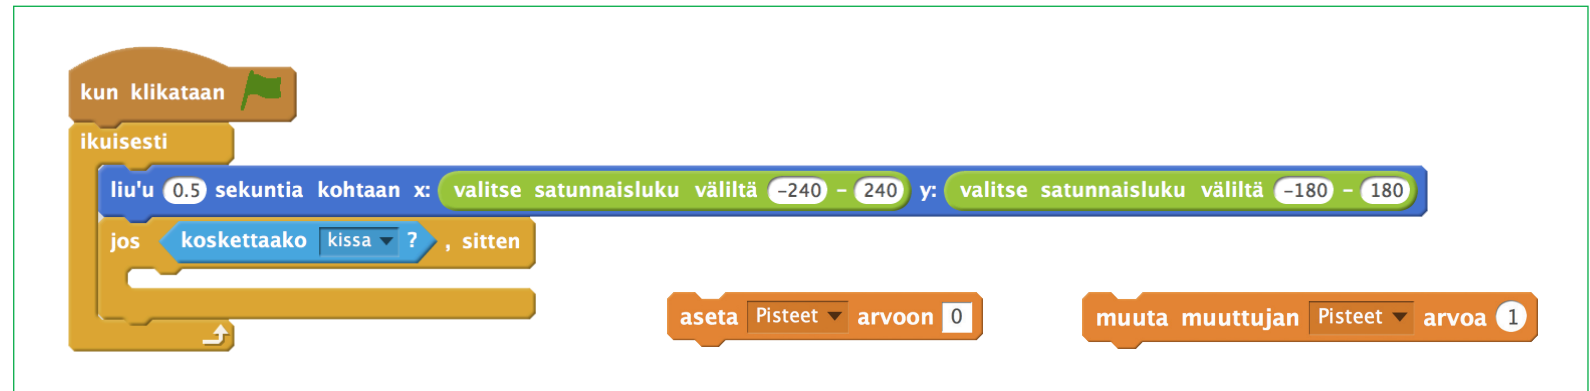 kun klikataan
ikuisesti
liu'u 0.5 sekuntia kohtaan x: valitse satunnaisluku väliltä -240 - 240 y: valitse satunnaisluku väliltä -180 - 180
jos koskettaako kissa ? , sitten
aseta Pisteet arvoon 0
muuta muuttujan Pisteet arvoa 1